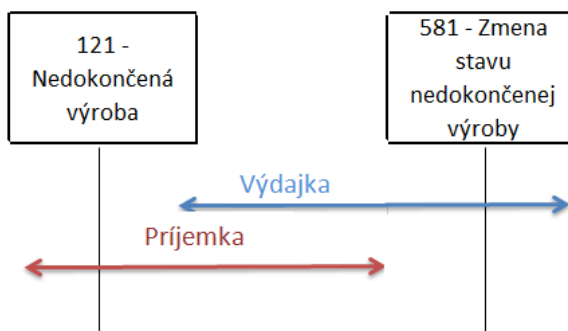 121 -
Nedokončená
výroba
581 - Zmena
stavu
nedokončenej
výroby
Výdajka
Príjemka